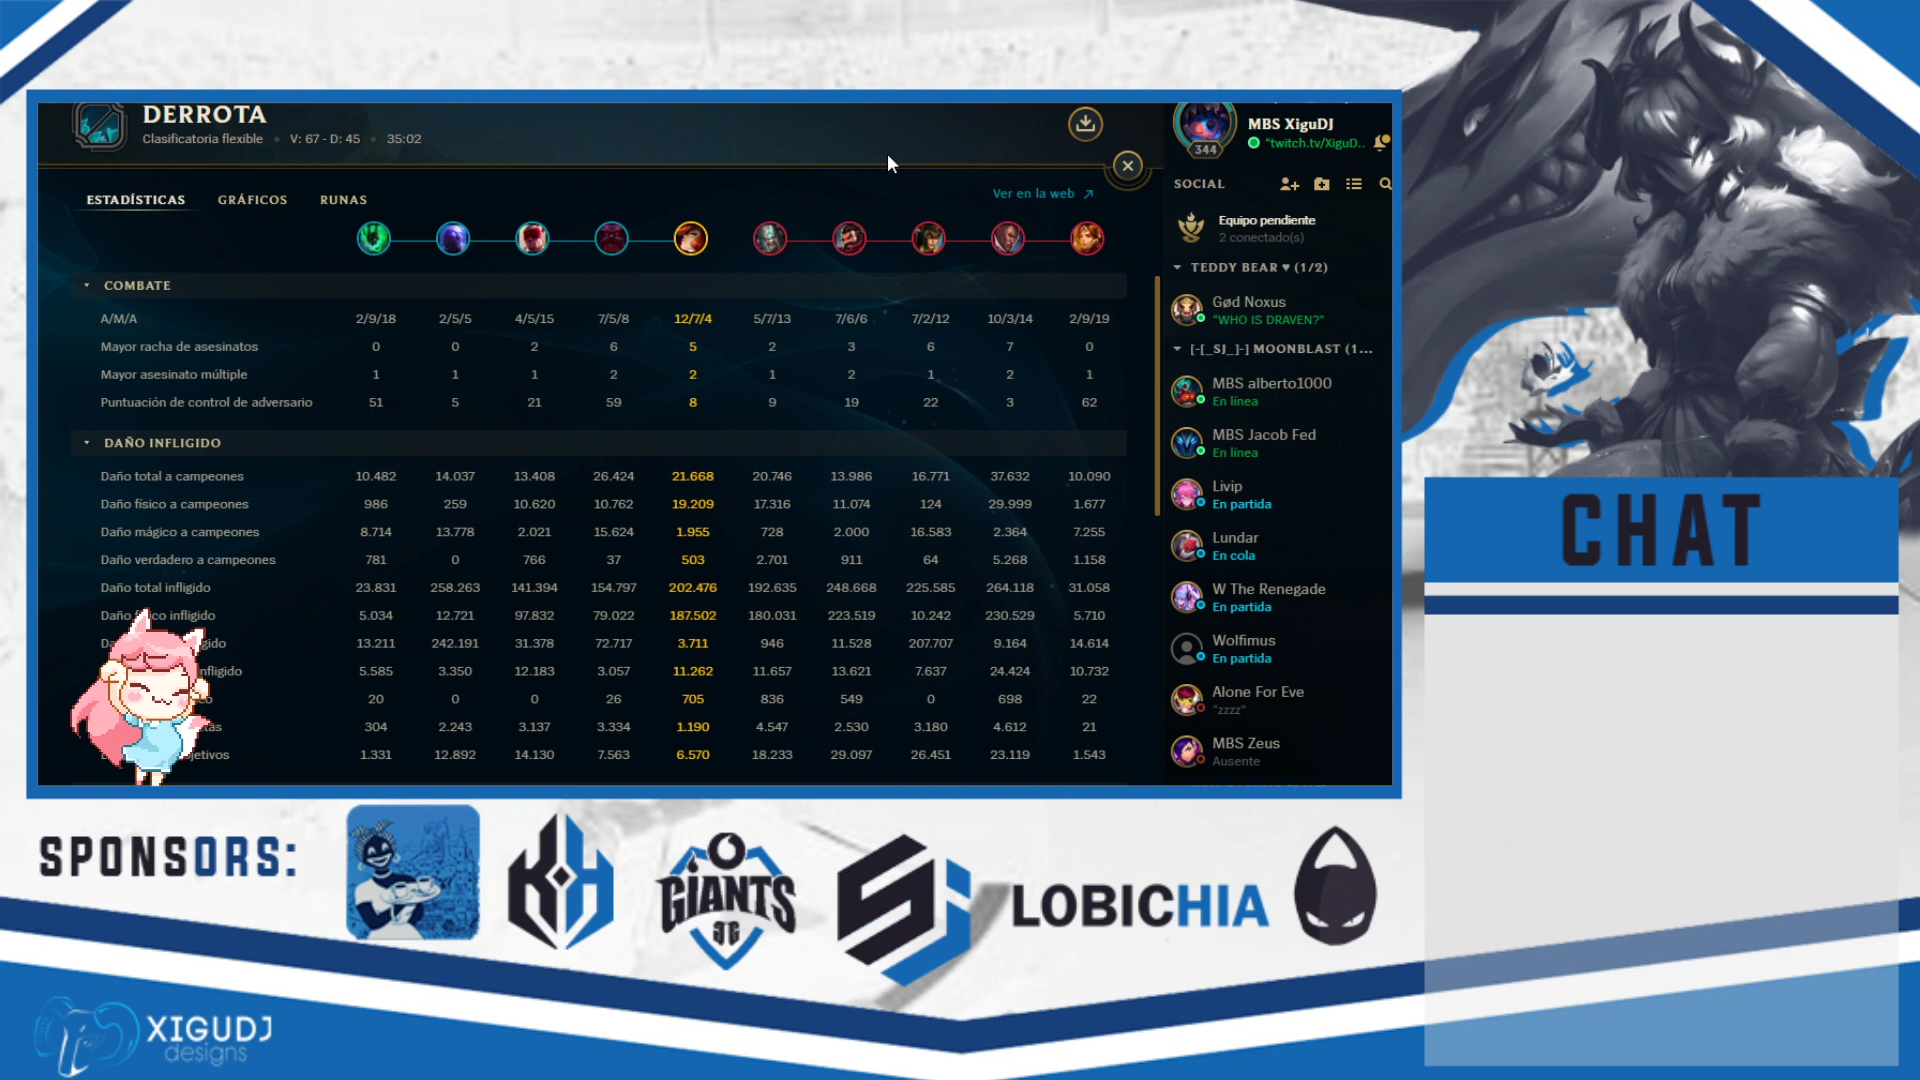 DERROTA
Clasificatoria flexible • V: 67 - D: 45 • 35:02
ESTADÍSTICAS GRÁFICOS RUNAS
Ver en la web
COMBATE
A/M/A 2/9/18 2/5/5 4/5/15 7/5/8 12/7/4 5/7/13 7/6/6 7/2/12 10/3/14 2/9/19
Mayor racha de asesinatos 0 0 2 6 5 2 3 6 7 0
Mayor asesinato múltiple 1 1 1 2 2 1 2 1 2 1
Puntuación de control de adversario 51 5 21 59 8 9 19 22 3 62
DAÑO INFLIGIDO
Daño total a campeones 10.482 14.037 13.408 26.424 21.668 20.746 13.986 16.771 37.632 10.090
Daño físico a campeones 986 259 10.620 10.762 19.209 17.316 11.074 124 29.999 1.677
Daño mágico a campeones 8.714 13.778 2.021 15.624 1.955 728 2.000 16.583 2.364 7.255
Daño verdadero a campeones 781 0 766 37 503 2.701 911 64 5.268 1.158
Daño total infligido 23.831 258.263 141.394 154.797 202.476 192.635 248.668 225.585 264.118 31.058
Daño infligido 5.034 12.721 97.832 79.022 187.502 180.031 223.519 10.242 230.529 5.710
13.211 242.191 31.378 72.717 3.711 946 11.528 207.707 9.164 14.614
5.585 3.350 12.183 3.057 11.262 11.657 13.621 7.637 24.424 10.732
20 0 0 26 705 836 549 0 698 22
304 2.243 3.137 3.334 1.190 4.547 2.530 3.180 4.612 21
1.331 12.892 14.130 7.563 6.570 18.233 29.097 26.451 23.119 1.543
MBS XiguDJ
344
"twitch.tv/XiguD..
SOCIAL
Equipo pendiente
2 conectado(s)
TEDDY BEAR ♥ (1/2)
Gød Noxus
"WHO IS DRAVEN?"
[-[_SJ_]-] MOONBLAST (1...
MBS alberto1000
En línea
MBS Jacob Fed
En línea
Livip
En partida
Lundar
En cola
W The Renegade
En partida
Wolfimus
En partida
Alone For Eve
"zzzz"
MBS Zeus
Ausente
CHAT
SPONSORS:
GIANTS
LOBICHIA
XIGUDJ
designs